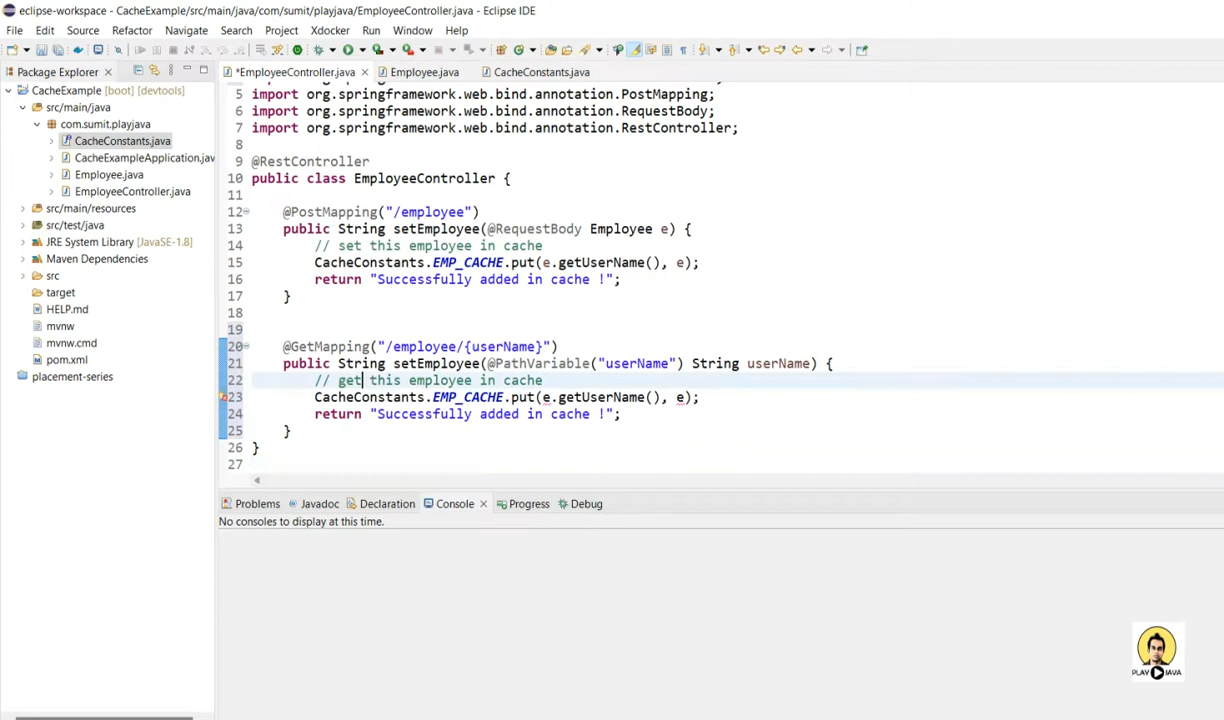 eclipse-workspace - CacheExample/src/main/java/com/sumit/playjava/EmployeeController.java - Eclipse IDE
File Edit Source Refactor Navigate Search Project Xdocker Run Window Help
Package Explorer
*EmployeeController.java Employee.java CacheConstants.java
CacheExample [boot] [devtools]
src/main/java
com.sumit.playjava
CacheConstants.java
CacheExampleApplication.jav
Employee.java
EmployeeController.java
src/main/resources
src/test/java
JRE System Library [JavaSE-1.8]
Maven Dependencies
src
target
HELP.md
mvnw
mvnw.cmd
pom.xml
placement-series
5 import org.springframework.web.bind.annotation.PostMapping;
6 import org.springframework.web.bind.annotation.RequestBody;
7 import org.springframework.web.bind.annotation.RestController;
8
9 @RestController
10 public class EmployeeController {
11
12 @PostMapping("/employee")
13 public String setEmployee(@RequestBody Employee e) {
14 // set this employee in cache
15 CacheConstants.EMP_CACHE.put(e.getUserName(), e);
16 return "Successfully added in cache !";
17 }
18
19
20 @GetMapping("/employee/{userName}")
21 public String setEmployee(@PathVariable("userName") String userName) {
22 // get this employee in cache
23 CacheConstants.EMP_CACHE.put(e.getUserName(), e);
24 return "Successfully added in cache !";
25 }
26 }
27
Problems Javadoc Declaration Console Progress Debug
No consoles to display at this time.
PLAY JAVA